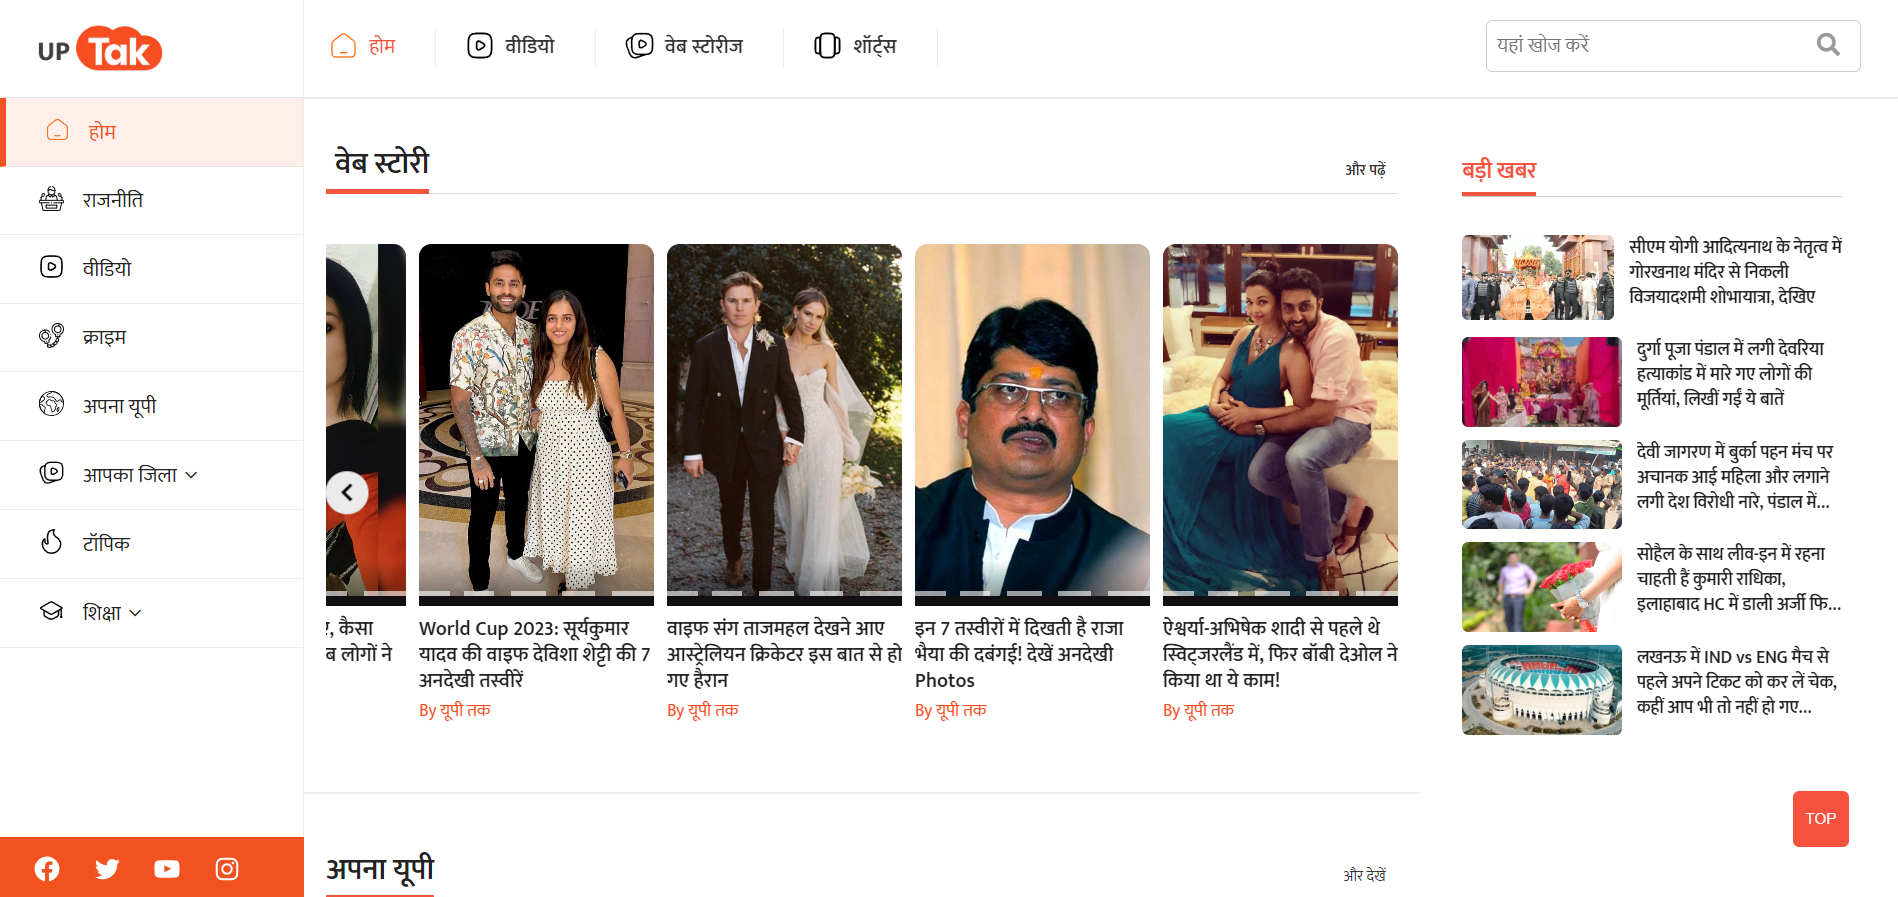 UP Tak
होम
वीडियो
वेब स्टोरीज
शॉर्ट्स
यहां खोज करें
होम
राजनीति
वीडियो
क्राइम
अपना यूपी
आपका जिला
टॉपिक
शिक्षा
वेब स्टोरी
और पढ़ें
कैसा
ब लोगों ने
World Cup 2023: सूर्यकुमार
यादव की वाइफ देविशा शेट्टी की 7
अनदेखी तस्वीरें
By यूपी तक
वाइफ संग ताजमहल देखने आए
आस्ट्रेलियन क्रिकेटर इस बात से हो
गए हैरान
By यूपी तक
इन 7 तस्वीरों में दिखती है राजा
भैया की दबंगई! देखें अनदेखी
Photos
By यूपी तक
ऐश्वर्या-अभिषेक शादी से पहले थे
स्विट्जरलैंड में, फिर बॉबी देओल ने
किया था ये काम!
By यूपी तक
बड़ी खबर
सीएम योगी आदित्यनाथ के नेतृत्व में
गोरखनाथ मंदिर से निकली
विजयादशमी शोभायात्रा, देखिए
दुर्गा पूजा पंडाल में लगी देवरिया
हत्याकांड में मारे गए लोगों की
मूर्तियां, लिखीं गईं ये बातें
देवी जागरण में बुर्का पहन मंच पर
अचानक आई महिला और लगाने
लगी देश विरोधी नारे, पंडाल में...
सोहैल के साथ लीव-इन में रहना
चाहती हैं कुमारी राधिका,
इलाहाबाद HC में डाली अर्जी फि...
लखनऊ में IND vs ENG मैच से
पहले अपने टिकट को कर लें चेक,
कहीं आप भी तो नहीं हो गए...
TOP
अपना यूपी
और देखें